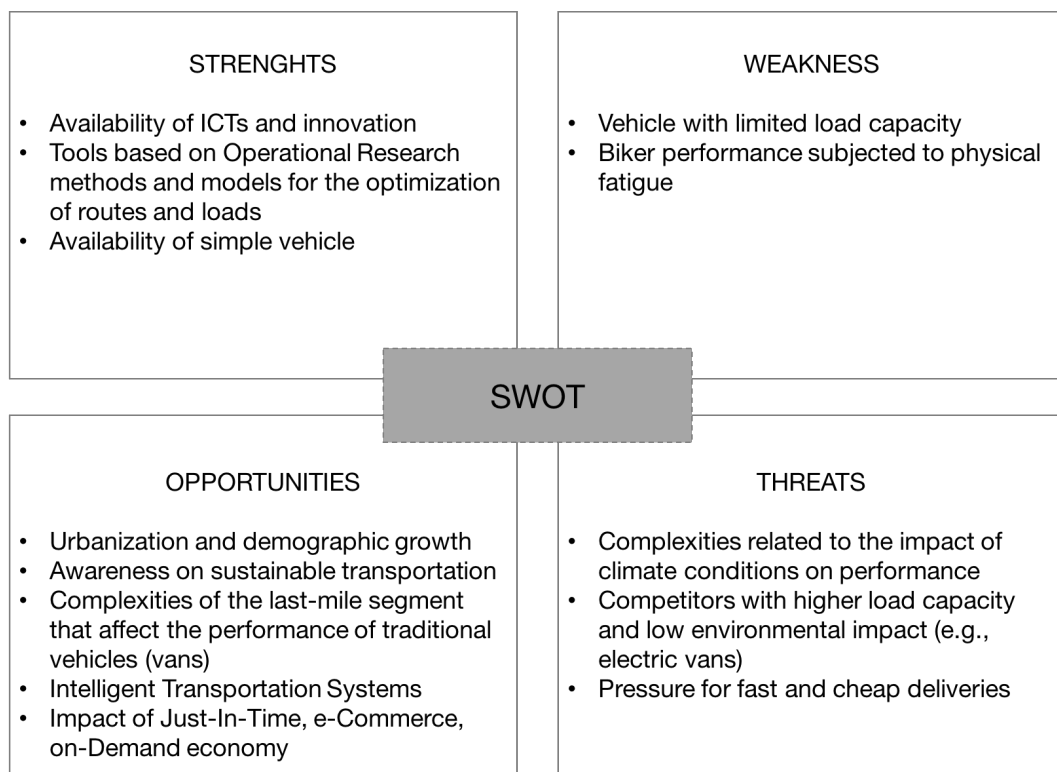 STRENGHTS
• Availability of ICTs and innovation
• Tools based on Operational Research
methods and models for the optimization
of routes and loads
• Availability of simple vehicle
WEAKNESS
• Vehicle with limited load capacity
• Biker performance subjected to physical
fatigue
SWOT
OPPORTUNITIES
• Urbanization and demographic growth
• Awareness on sustainable transportation
• Complexities of the last-mile segment
that affect the performance of traditional
vehicles (vans)
• Intelligent Transportation Systems
• Impact of Just-In-Time, e-Commerce,
on-Demand economy
THREATS
• Complexities related to the impact of
climate conditions on performance
• Competitors with higher load capacity
and low environmental impact (e.g.,
electric vans)
• Pressure for fast and cheap deliveries